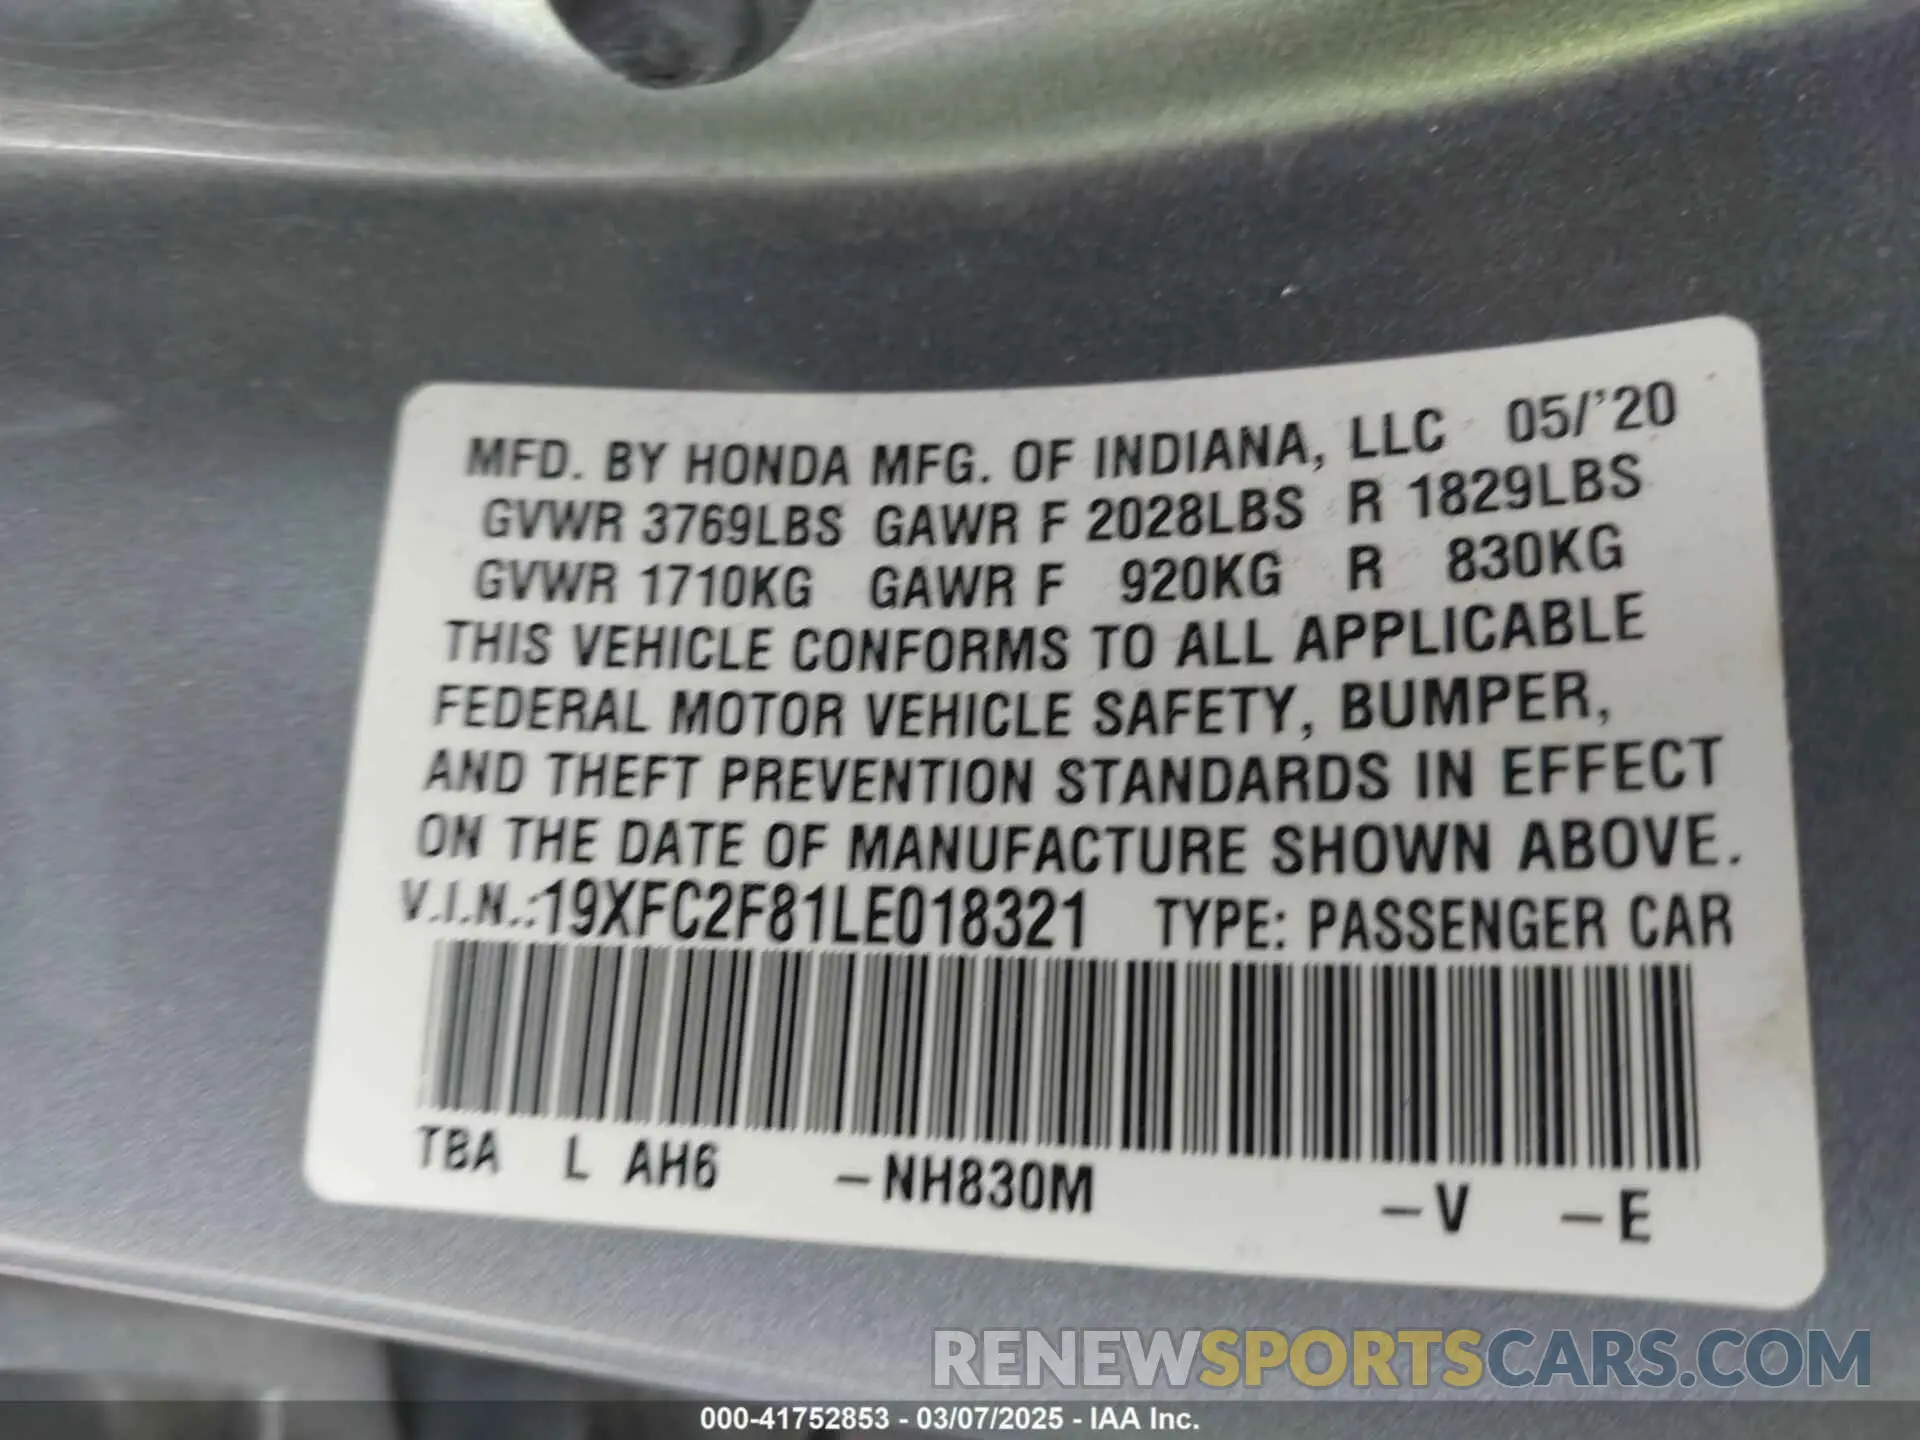 MFD. BY HONDA MFG. OF INDIANA, LLC 05/'20
GVWR 3769LBS GAWR F 2028LBS R 1829LBS
GVWR 1710KG GAWR F 920KG R 830KG
THIS VEHICLE CONFORMS TO ALL APPLICABLE
FEDERAL MOTOR VEHICLE SAFETY, BUMPER,
AND THEFT PREVENTION STANDARDS IN EFFECT
ON THE DATE OF MANUFACTURE SHOWN ABOVE.
V.I.N.:19XFC2F81LE018321 TYPE: PASSENGER CAR
TBA L AH6 -NH830M -V -E
RENEWSPORTSCARS.COM
000-41752853 - 03/07/2025 - IAA Inc.